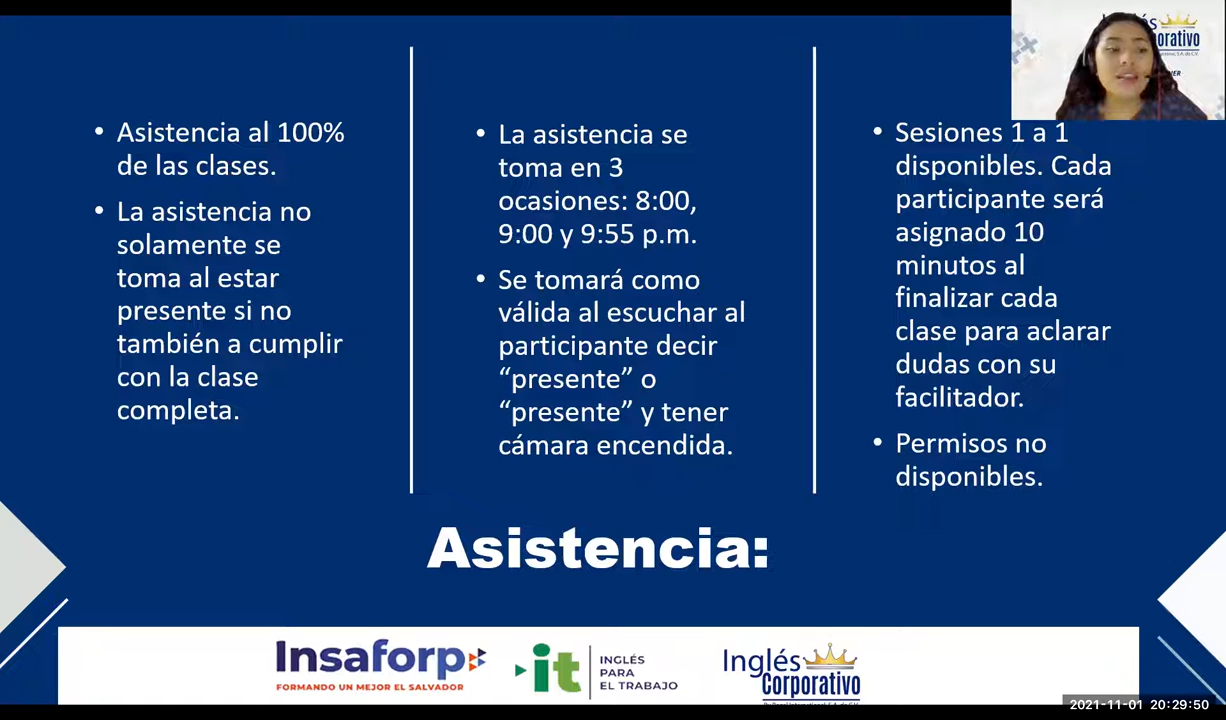 • Asistencia al 100%
de las clases.
• La asistencia no
solamente se
toma al estar
presente si no
también a cumplir
con la clase
completa.
• La asistencia se
toma en 3
ocasiones: 8:00,
9:00 y 9:55 p.m.
• Se tomará como
válida al escuchar al
participante decir
“presente” o
“presente” y tener
cámara encendida.
• Sesiones 1 a 1
disponibles. Cada
participante será
asignado 10
minutos al
finalizar cada
clase para aclarar
dudas con su
facilitador.
• Permisos no
disponibles.
Asistencia:
Insaforp
FORMANDO UN MEJOR EL SALVADOR
it
INGLÉS
PARA
EL TRABAJO
Inglés
Corporativo
2021-11-01 20:29:50